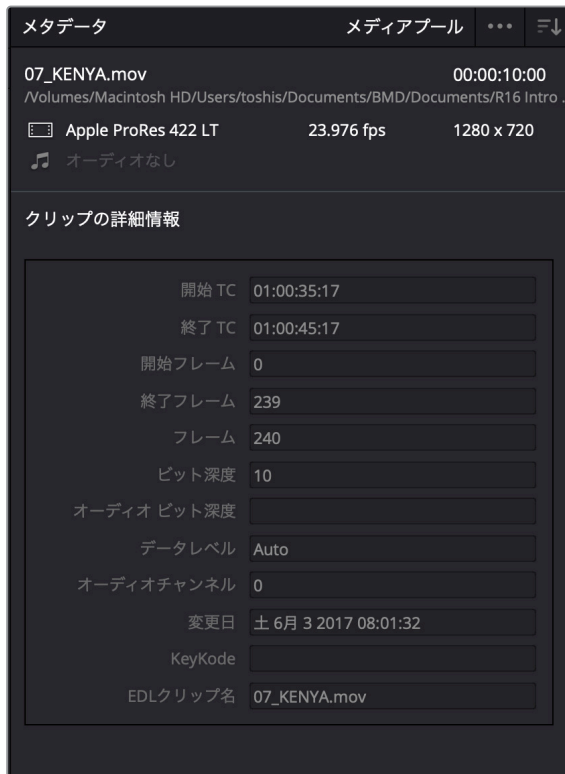 メタデータ メディアプール •••
07_KENYA.mov 00:00:10:00
/Volumes/Macintosh HD/Users/toshis/Documents/BMD/Documents/R16 Intro .
Apple ProRes 422 LT 23.976 fps 1280 x 720
オーディオなし
クリップの詳細情報
開始 TC 01:00:35:17
終了 TC 01:00:45:17
開始フレーム 0
終了フレーム 239
フレーム 240
ビット深度 10
オーディオ ビット深度
データレベル Auto
オーディオチャンネル 0
変更日 土 6月 3 2017 08:01:32
KeyKode
EDLクリップ名 07_KENYA.mov